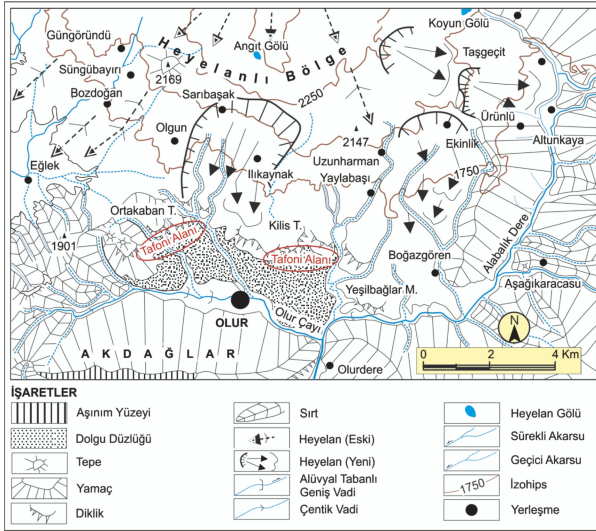 Koyun Gölü
Güngöründü
Angıt Gölü
Taşgeçit
Heyelanlı Bölge
Süngübayırı
2169
Bozdoğan
Sarıbaşak
2250
Ürünlü
Olgun
2147
Ekinlik
Altunkaya
Uzunharman
Eğlek
Ilıkaynak
Yaylabaşı
1750
Ortakaban T.
Kilis T.
Alabalık Dere
1901
Tafoni Alanı
Tafoni Alanı
Boğazgören
Aşağıkaracasu
Yeşilbağlar M.
OLUR
Olur Çayı
N
AKDAĞLAR
Olurdere
0 2 4 Km
İŞARETLER
Aşınım Yüzeyi
Dolgu Düzlüğü
Tepe
Yamaç
Diklik
Sırt
Heyelan (Eski)
Heyelan (Yeni)
Alüvyal Tabanlı
Geniş Vadi
Çentik Vadi
Heyelan Gölü
Sürekli Akarsu
Geçici Akarsu
1750 İzohips
Yerleşme